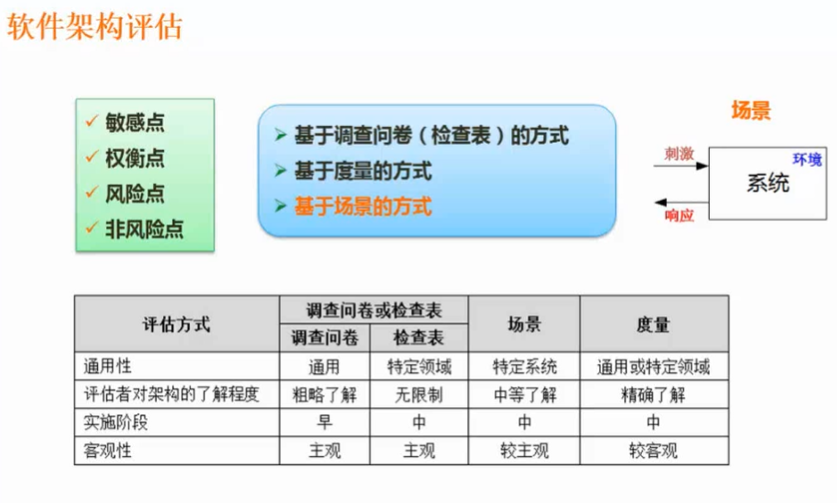 软件架构评估
敏感点
权衡点
风险点
非风险点
基于调查问卷（检查表）的方式
基于度量的方式
基于场景的方式
场景
刺激
环境
系统
响应
评估方式 调查问卷或检查表 场景 度量
调查问卷 检查表
通用性 通用 特定领域 特定系统 通用或特定领域
评估者对架构的了解程度 粗略了解 无限制 中等了解 精确了解
实施阶段 早 中 中 中
客观性 主观 主观 较主观 较客观